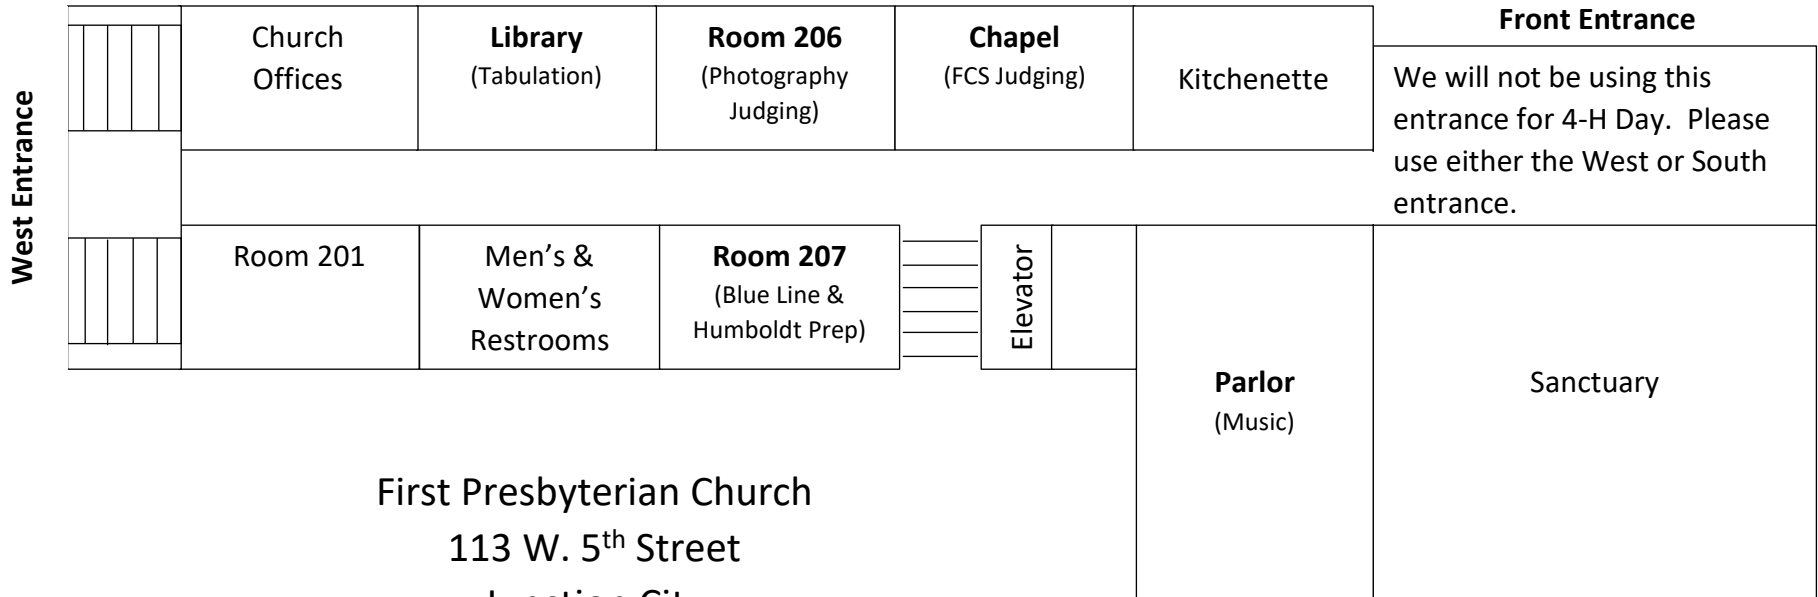 West Entrance
Church
Offices
Library
(Tabulation)
Room 206
(Photography
Judging)
Chapel
(FCS Judging)
Kitchenette
Front Entrance
We will not be using this
entrance for 4-H Day.  Please
use either the West or South
entrance.
Room 201
Men’s &
Women’s
Restrooms
Room 207
(Blue Line &
Humboldt Prep)
Elevator
Parlor
(Music)
Sanctuary
First Presbyterian Church
113 W. 5th Street
Junction City